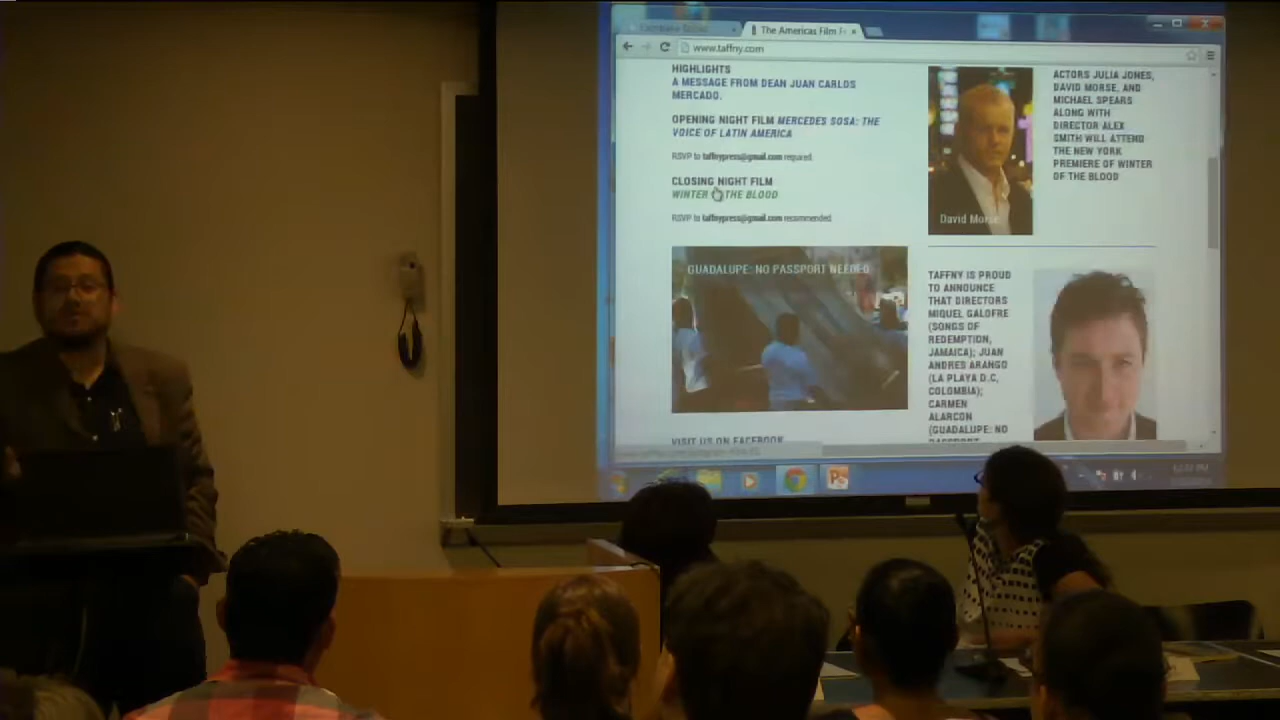 The Americas Film F
www.taffny.com
HIGHLIGHTS
A MESSAGE FROM DEAN JUAN CARLOS
MERCADO.
OPENING NIGHT FILM MERCEDES SOSA: THE
VOICE OF LATIN AMERICA
RSVP to taffnypress@gmail.com required.
CLOSING NIGHT FILM
WINTER THE BLOOD
RSVP to taffnypress@gmail.com recommended.
GUADALUPE: NO PASSPORT NEEDED
VISIT US ON FACEBOOK
David Morse
ACTORS JULIA JONES,
DAVID MORSE, AND
MICHAEL SPEARS
ALONG WITH
DIRECTOR ALEX
SMITH WILL ATTEND
THE NEW YORK
PREMIERE OF WINTER
OF THE BLOOD
TAFFNY IS PROUD
TO ANNOUNCE
THAT DIRECTORS
MIQUEL GALOFRE
(SONGS OF
REDEMPTION,
JAMAICA); JUAN
ANDRES ARANGO
(LA PLAYA D.C,
COLOMBIA);
CARMEN
ALARCON
(GUADALUPE: NO
PASSPORT